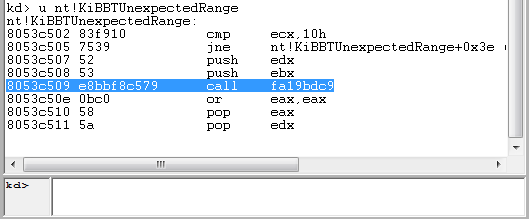 kd> u nt!KiBBTUnexpectedRange
nt!KiBBTUnexpectedRange:
8053c502 83f910 cmp ecx,10h
8053c505 7539 jne nt!KiBBTUnexpectedRange+0x3e (
8053c507 52 push edx
8053c508 53 push ebx
8053c509 e8bbf8c579 call fa19bdc9
8053c50e 0bc0 or eax,eax
8053c510 58 pop eax
8053c511 5a pop edx
kd>